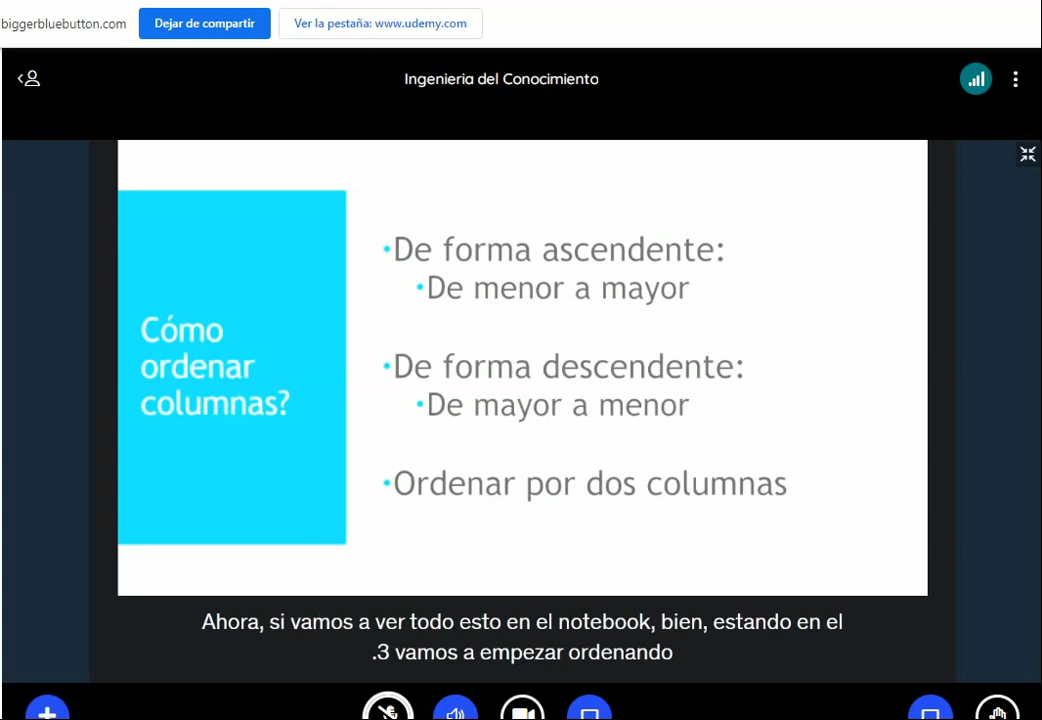 biggerbluebutton.com Dejar de compartir Ver la pestaña: www.udemy.com
Ingenieria del Conocimiento
Cómo
ordenar
columnas?
•De forma ascendente:
•De menor a mayor
•De forma descendente:
•De mayor a menor
•Ordenar por dos columnas
Ahora, si vamos a ver todo esto en el notebook, bien, estando en el
.3 vamos a empezar ordenando